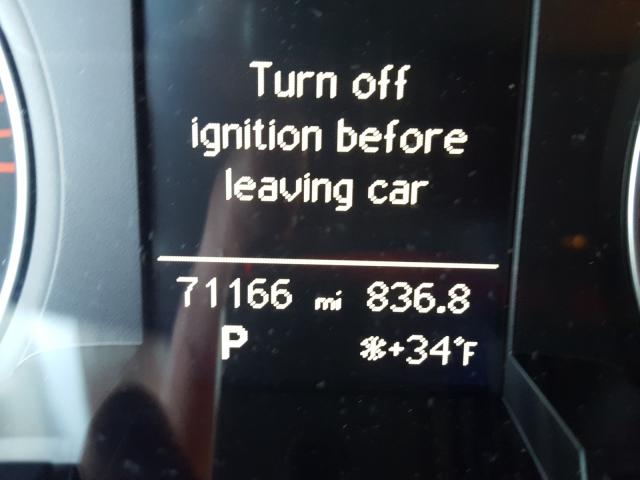 Turn off
ignition before
leaving car
71166 mi 836.8
P ❄+34°F